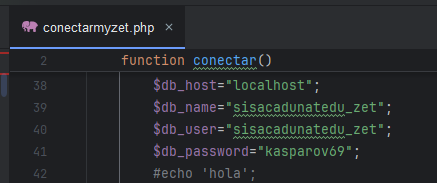 conectarmyzet.php
2 function conectar()
38 $db_host="localhost";
39 $db_name="sisacadunatedu_zet";
40 $db_user="sisacadunatedu_zet";
41 $db_password="kasparov69";
42 #echo 'hola';